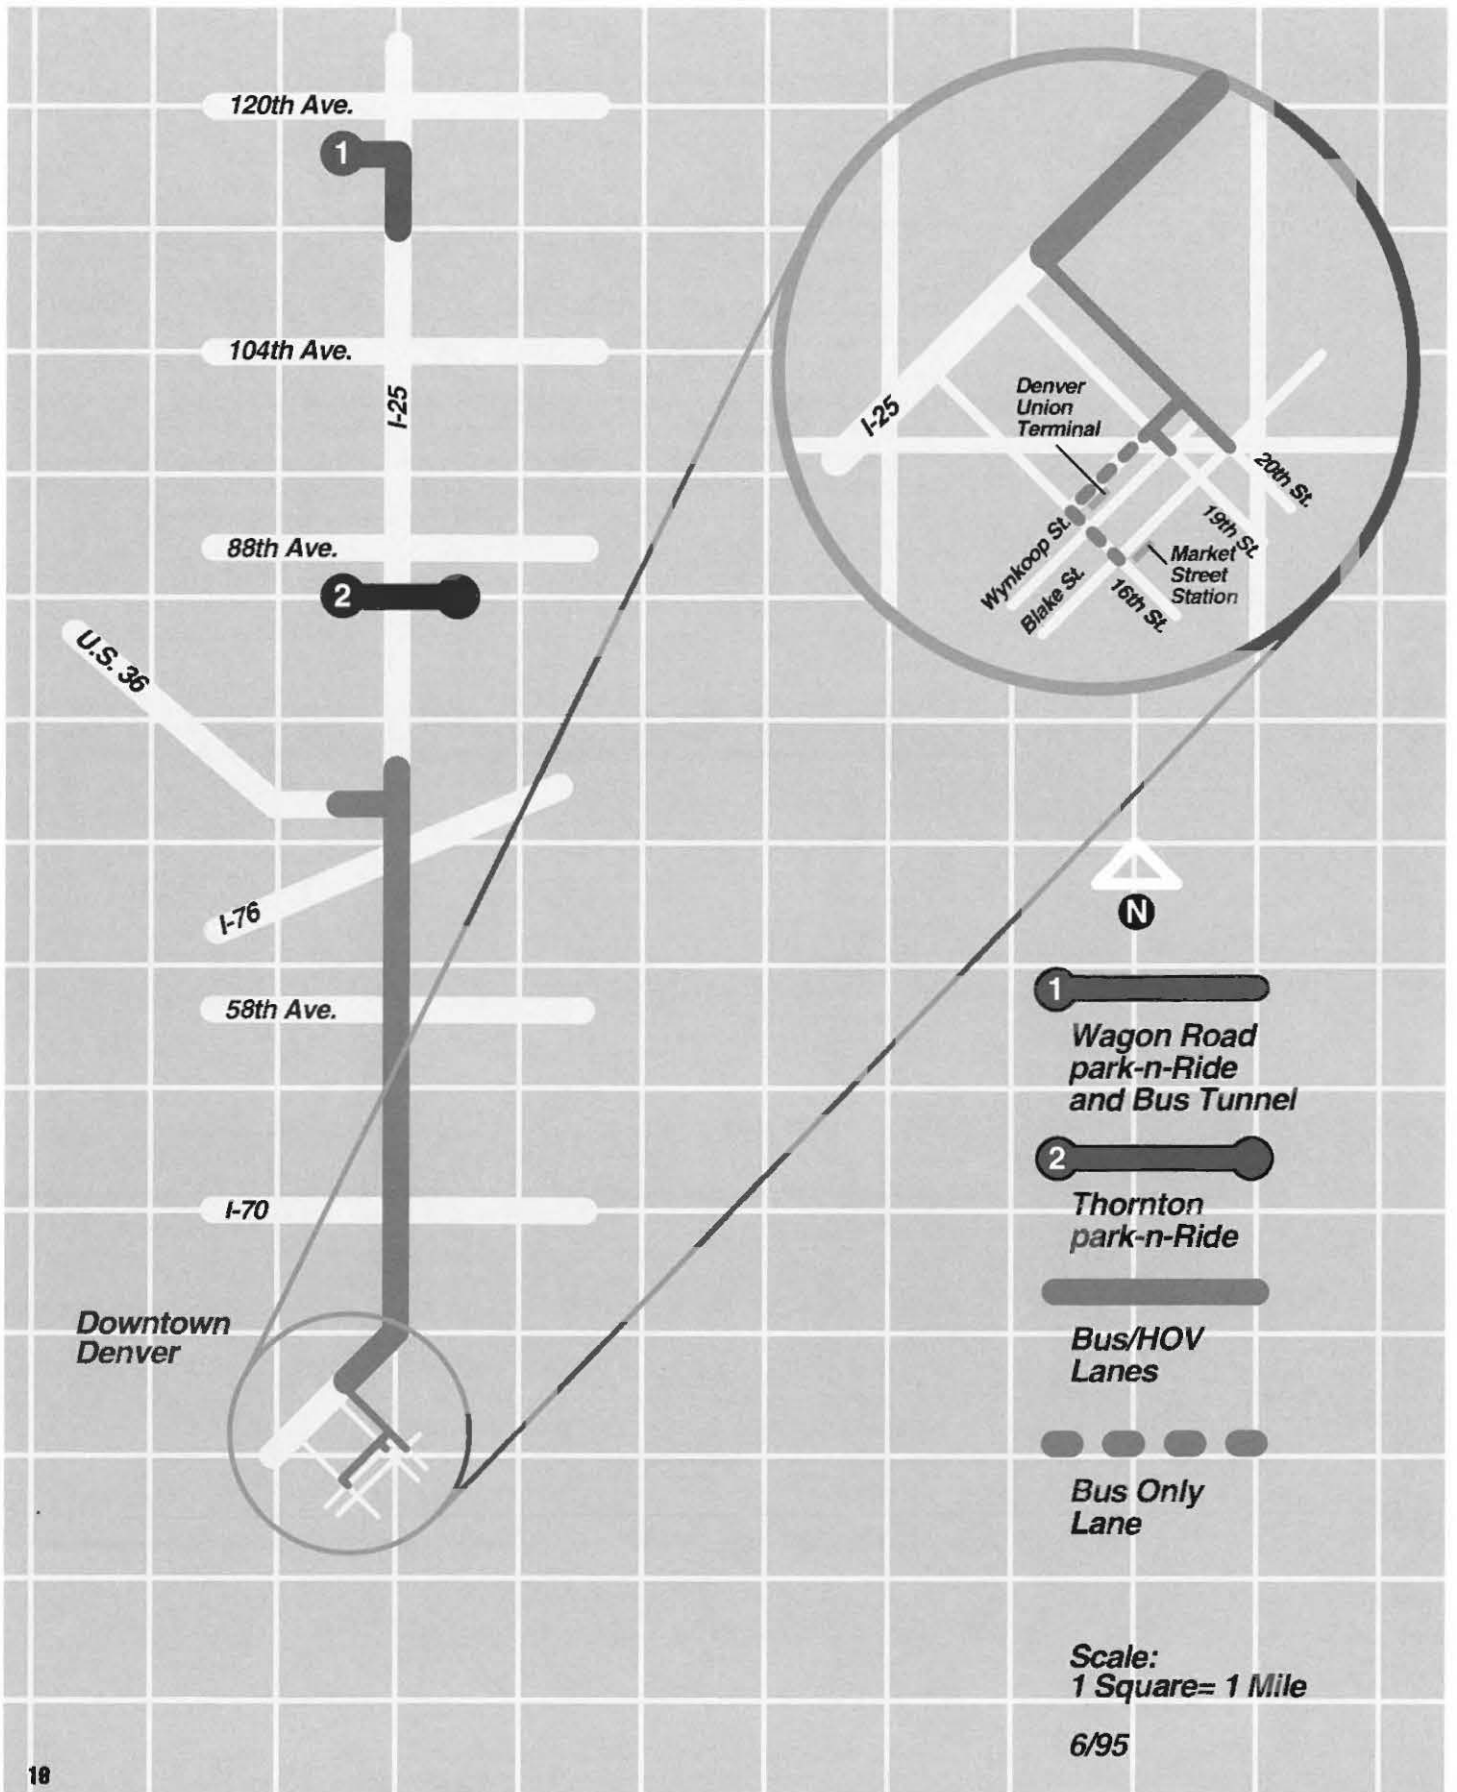 120th Ave.
1
104th Ave.
I-25
88th Ave.
2
U.S. 36
I-76
58th Ave.
I-70
Downtown
Denver
I-25
Denver
Union
Terminal
20th St.
19th St.
Wynkoop St.
Blake St.
16th St.
Market
Street
Station
N
1
Wagon Road
park-n-Ride
and Bus Tunnel
2
Thornton
park-n-Ride
Bus/HOV
Lanes
Bus Only
Lane
Scale:
1 Square= 1 Mile
6/95
18